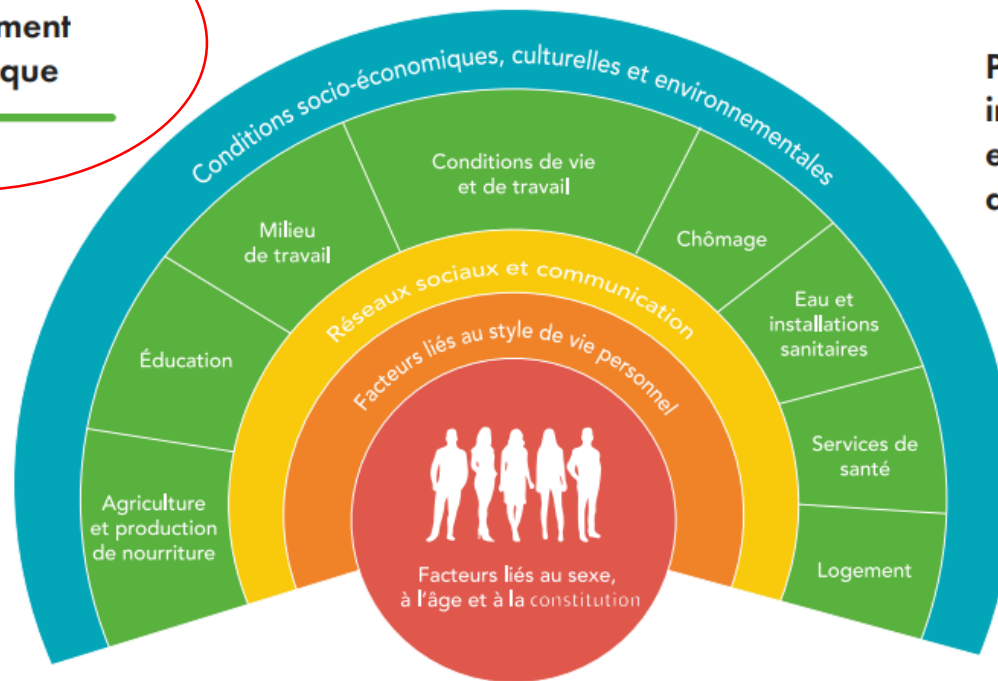 Conditions socio-économiques, culturelles et environnementales
Conditions de vie
et de travail
Milieu
de travail
Chômage
Éducation
Eau et
installations
sanitaires
Agriculture
et production
de nourriture
Services de
santé
Logement
Réseaux sociaux et communication
Facteurs liés au style de vie personnel
Facteurs liés au sexe,
à l'âge et à la constitution